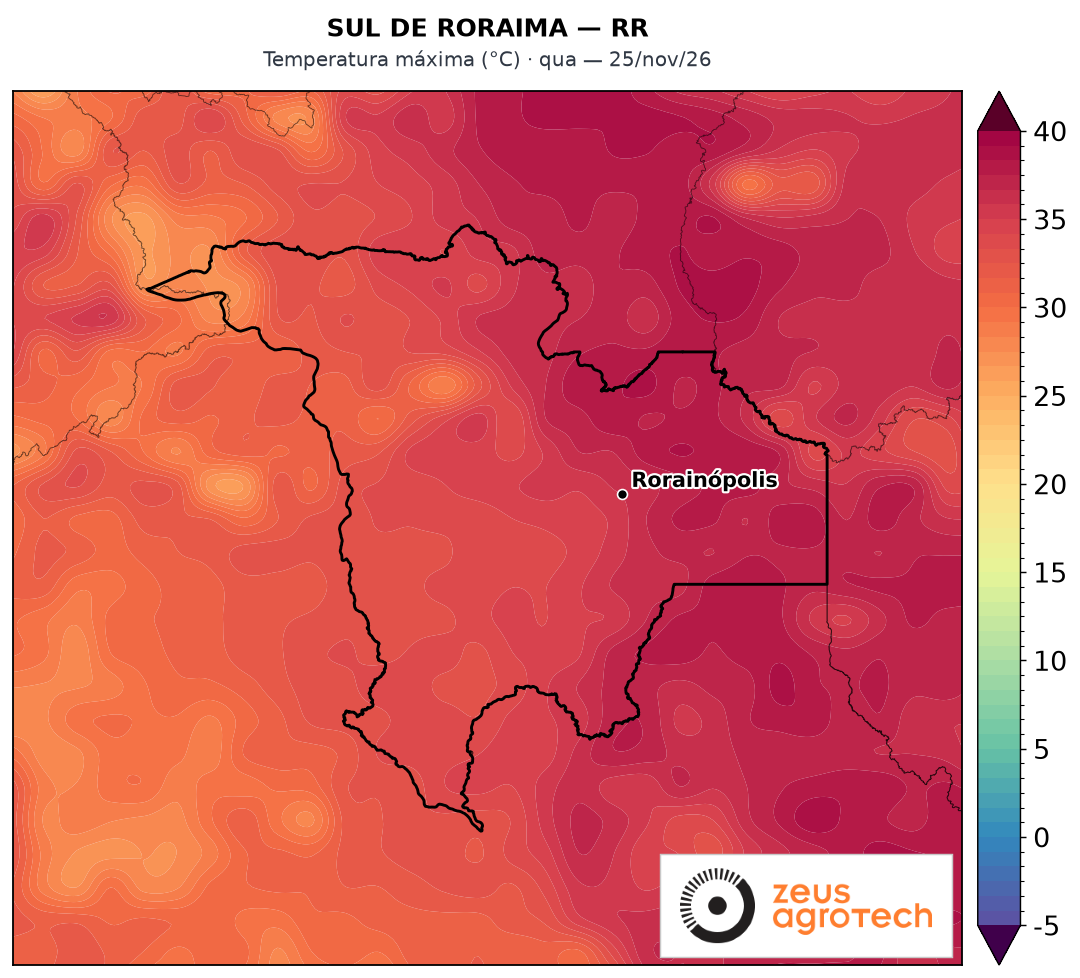 SUL DE RORAIMA — RR
Temperatura máxima (°C) · qua — 25/nov/26
Rorainópolis
40
35
30
25
20
15
10
5
0
-5
zeus
agrotech